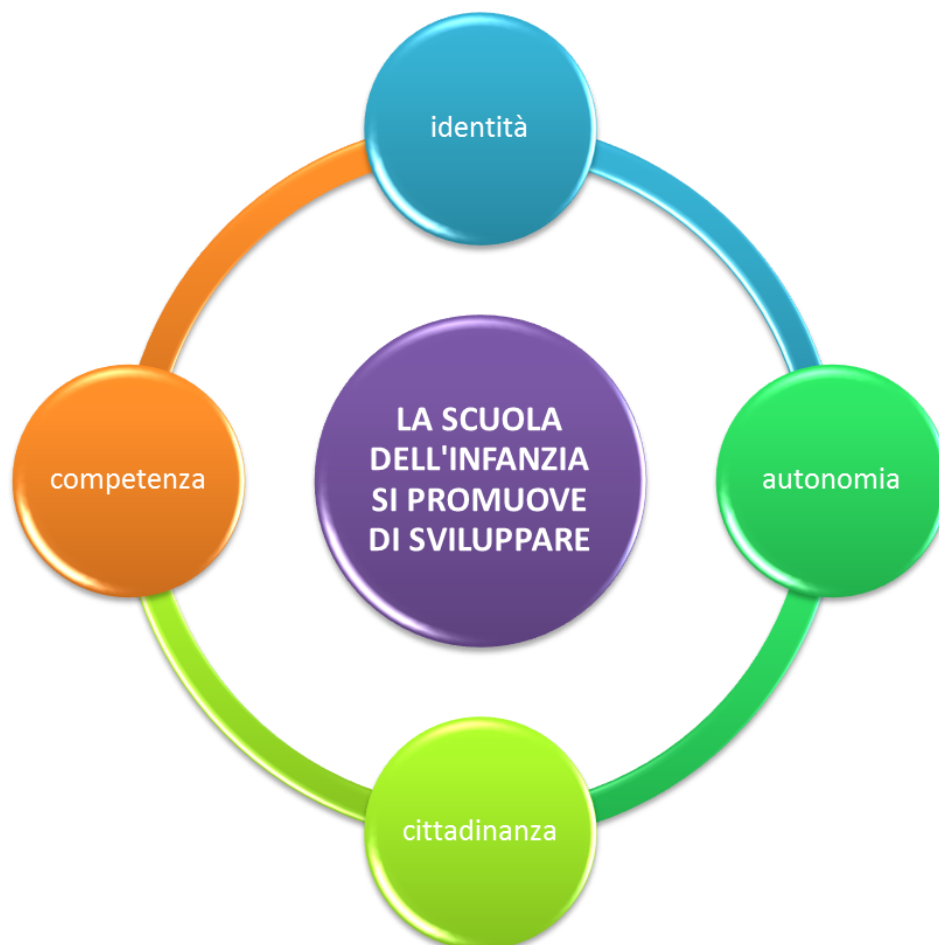 identità
competenza
LA SCUOLA
DELL'INFANZIA
SI PROMUOVE
DI SVILUPPARE
autonomia
cittadinanza